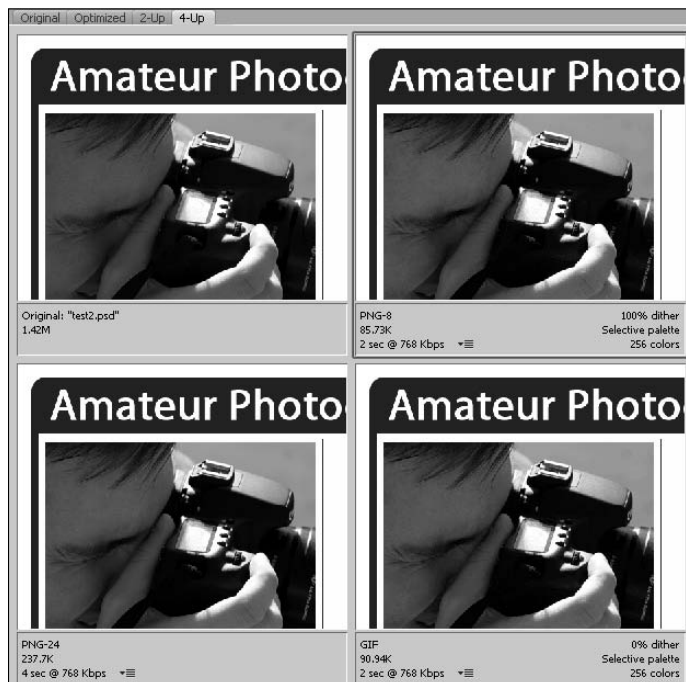 Original Optimized 2-Up 4-Up
Amateur Photo
Amateur Photo
Original: "test2.psd"
1.42M
PNG-8 100% dither
85.73K Selective palette
2 sec @ 768 Kbps 256 colors
Amateur Photo
Amateur Photo
PNG-24
237.7K
4 sec @ 768 Kbps
GIF 0% dither
90.94K Selective palette
2 sec @ 768 Kbps 256 colors